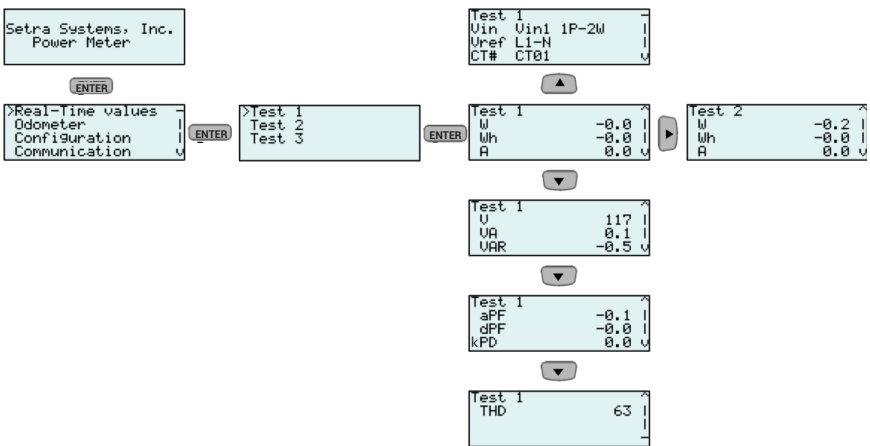 Setra Systems, Inc.
Power Meter
ENTER
>Real-Time values
Odometer
Configuration
Communication
ENTER
>Test 1
Test 2
Test 3
ENTER
Test 1
Vin Vin1 1P-2W
Vref L1-N
CT# CT01
Test 1
W -0.0
Wh -0.0
A 0.0
Test 2
W -0.2
Wh -0.0
A 0.0
Test 1
V 117
VA 0.1
VAR -0.5
Test 1
aPF -0.1
dPF -0.0
kPD 0.0
Test 1
THD 63